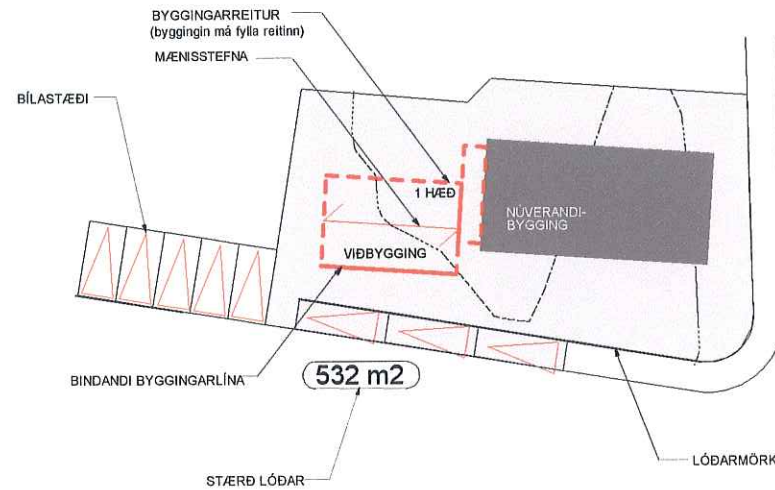 BYGGINGARREITUR
(byggingin má fylla reitinn)
MÆNISSTEFNA
BÍLASTÆÐI
1 HÆÐ
NÚVERANDI-
BYGGING
VIÐBYGGING
BINDANDI BYGGINGARLÍNA
532 m2
STÆRÐ LÓÐAR
LÓÐARMÖRK